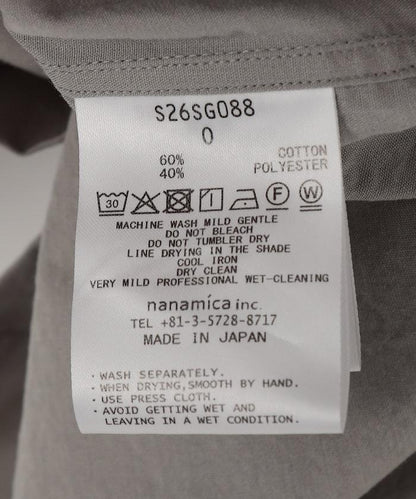 S26SG088
0
60% COTTON
40% POLYESTER
30 F W
MACHINE WASH MILD GENTLE
DO NOT BLEACH
DO NOT TUMBLER DRY
LINE DRYING IN THE SHADE
COOL IRON
DRY CLEAN
VERY MILD PROFESSIONAL WET-CLEANING
nanamica inc.
TEL +81-3-5728-8717
MADE IN JAPAN
・WASH SEPARATELY.
・WHEN DRYING,SMOOTH BY HAND.
・USE PRESS CLOTH.
・AVOID GETTING WET AND
LEAVING IN A WET CONDITION.